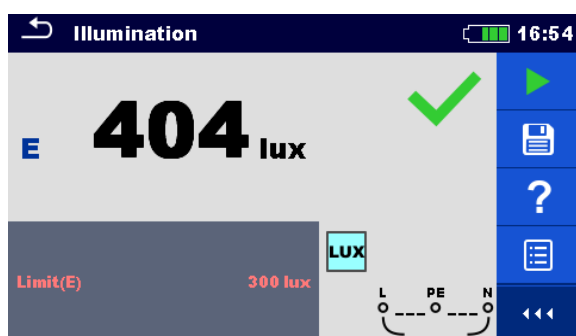 Illumination 16:54
E 404 lux
?
LUX
Limit(E) 300 lux
L PE N